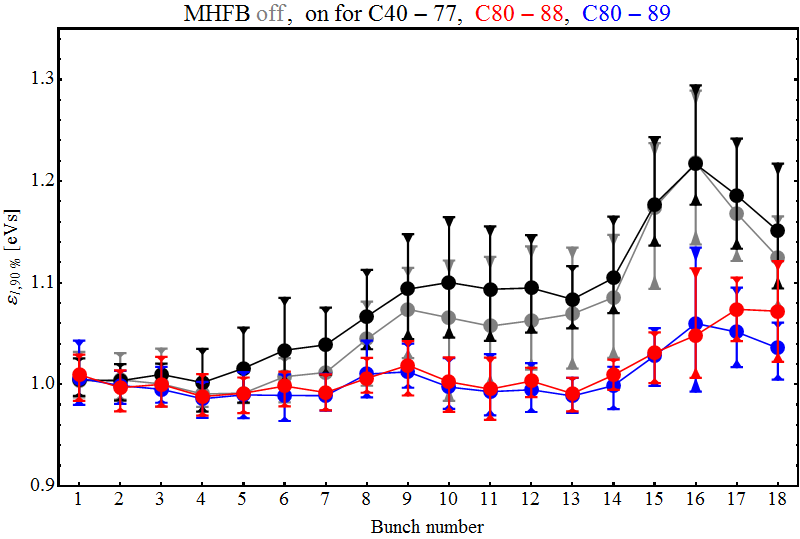 MHFB off, on for C40 – 77, C80 – 88, C80 – 89
1.3
1.2
1.1
1.0
0.9
εl,90 % [eVs]
1 2 3 4 5 6 7 8 9 10 11 12 13 14 15 16 17 18
Bunch number